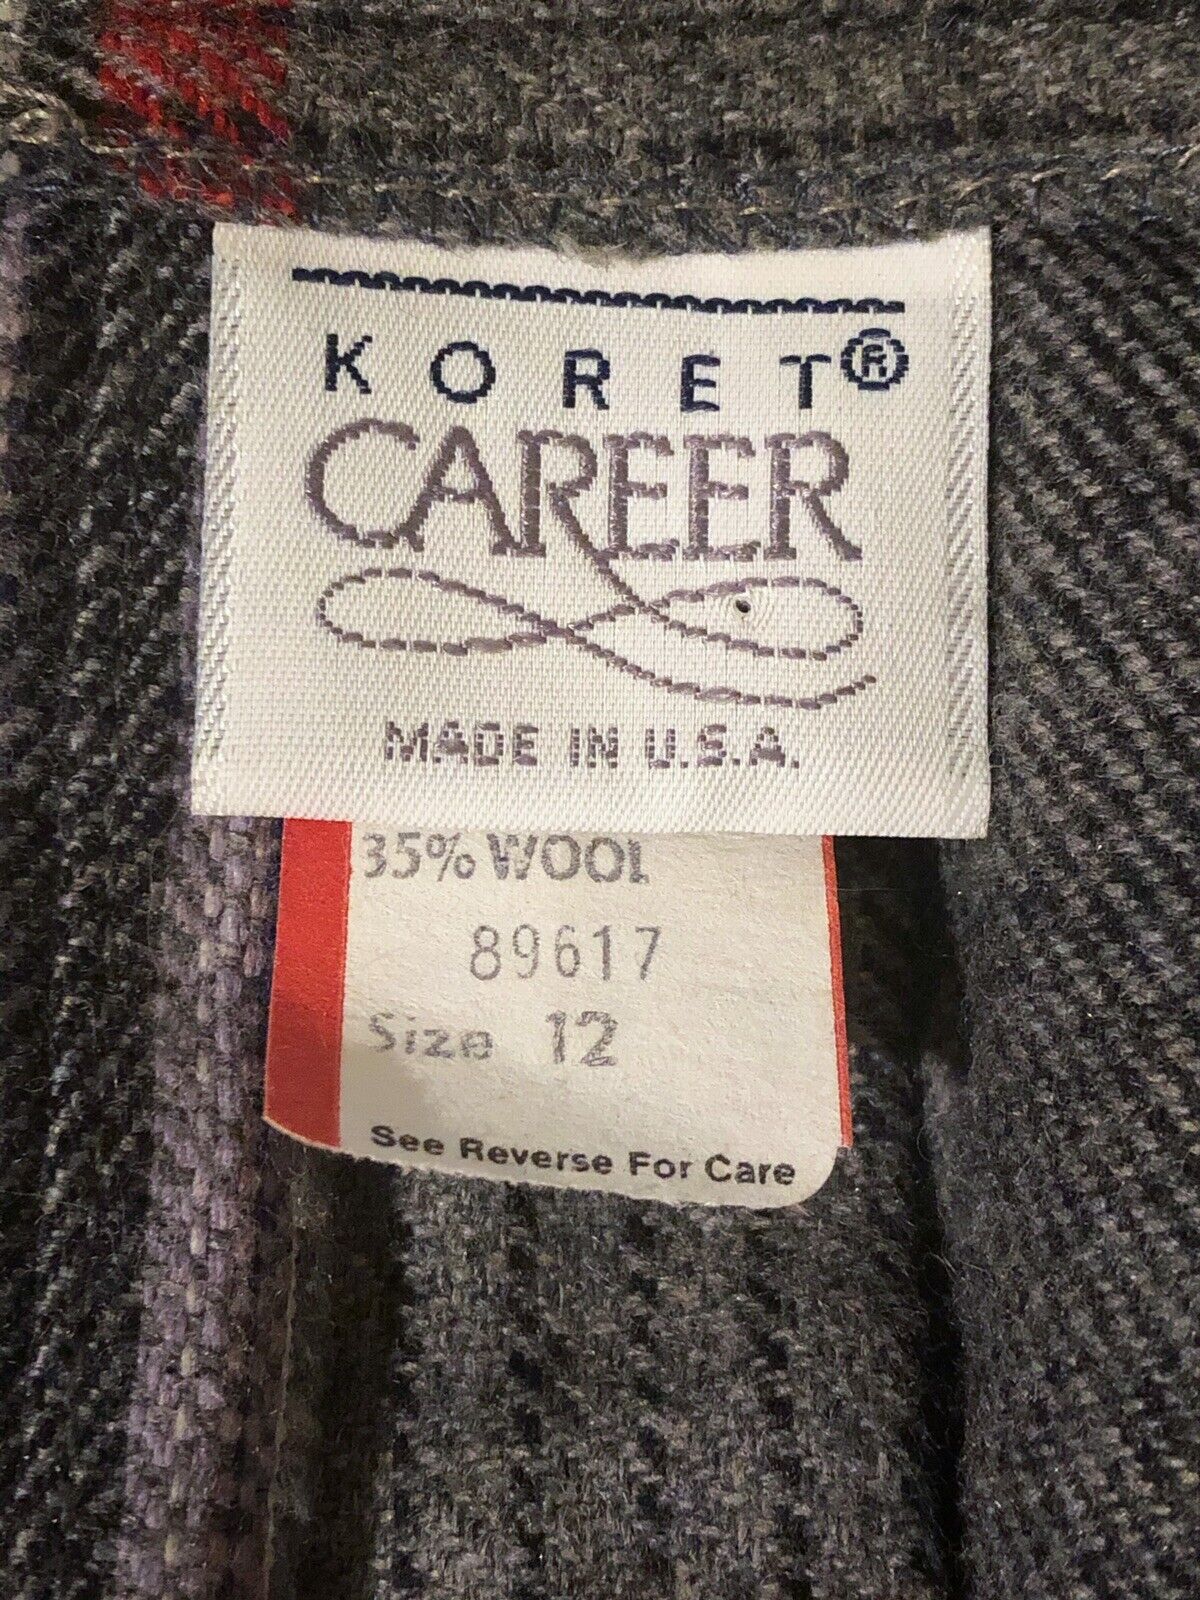 KORET®
CAREER
MADE IN U.S.A.
35% WOOL
89617
Size 12
See Reverse For Care